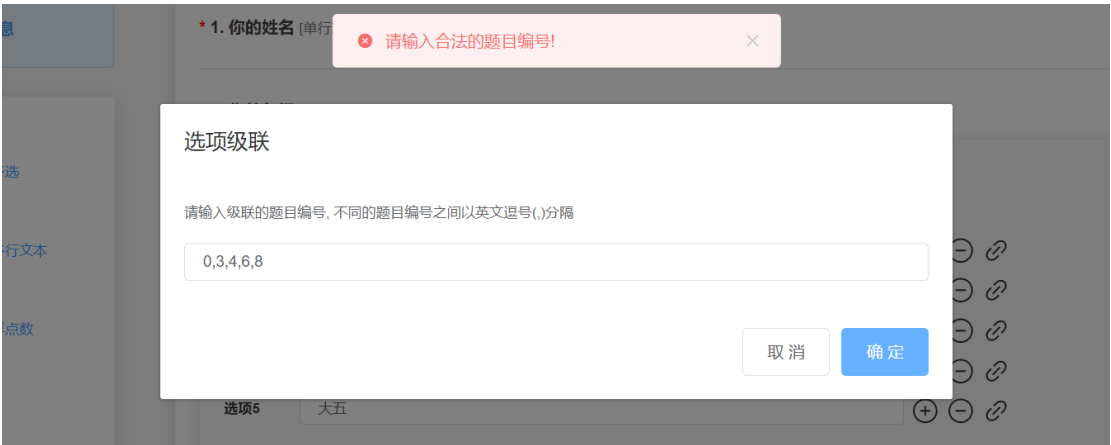 息
* 1. 你的姓名 [单行
请输入合法的题目编号!
选项级联
请输入级联的题目编号, 不同的题目编号之间以英文逗号(,)分隔
0,3,4,6,8
取 消
确 定
选
行文本
点数
选项5
大五